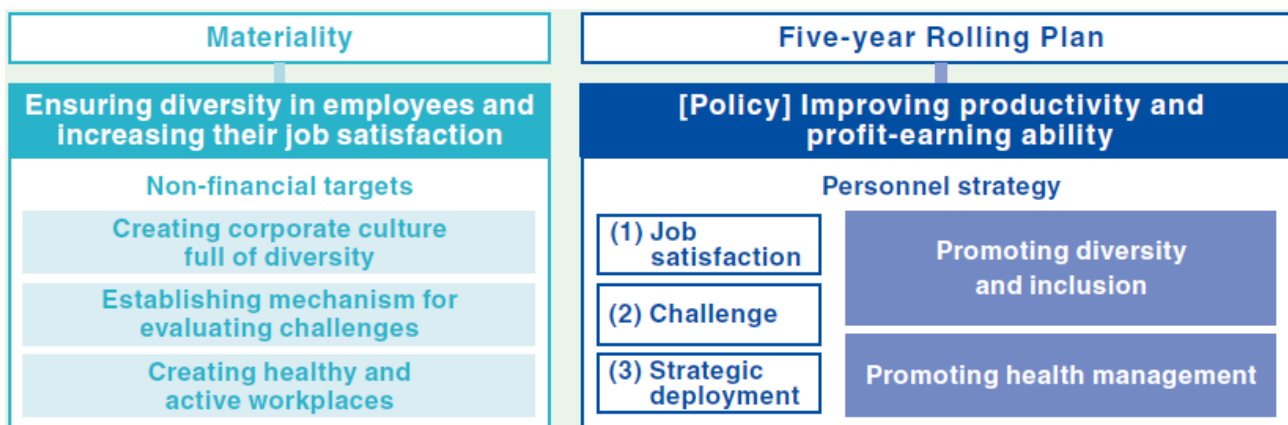 Materiality
Ensuring diversity in employees and
increasing their job satisfaction
Non-financial targets
Creating corporate culture
full of diversity
Establishing mechanism for
evaluating challenges
Creating healthy and
active workplaces
Five-year Rolling Plan
[Policy] Improving productivity and
profit-earning ability
Personnel strategy
(1) Job
satisfaction
(2) Challenge
(3) Strategic
deployment
Promoting diversity
and inclusion
Promoting health management